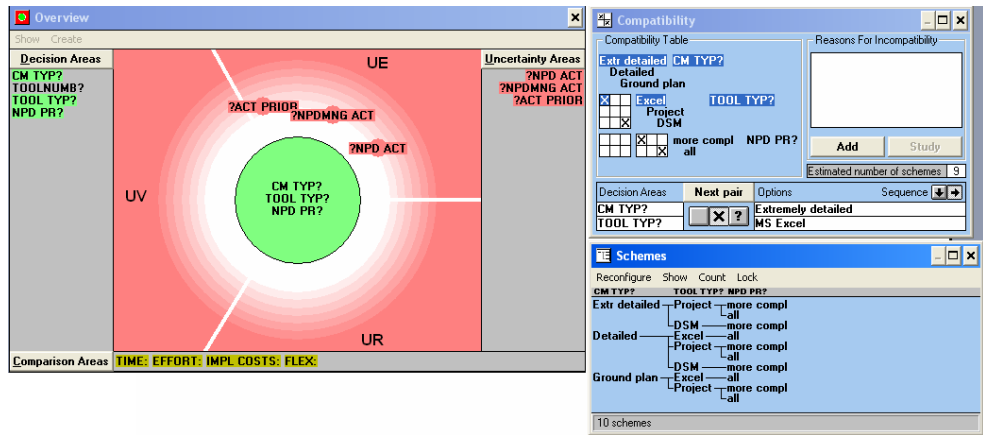 Overview
Show Create
Decision Areas
CM TYP?
TOOLNUMB?
TOOL TYP?
NPD PR?
UE
?ACT PRIOR
?NPDMNG ACT
?NPD ACT
CM TYP?
TOOL TYP?
NPD PR?
UV
UR
Uncertainty Areas
?NPD ACT
?NPDMNG ACT
?ACT PRIOR
Comparison Areas TIME: EFFORT: IMPL COSTS: FLEX:
Compatibility
Compatibility Table
Extr detailed CM TYP?
Detailed
Ground plan
X Excel TOOL TYP?
Project
X DSM
X more compl NPD PR?
X all
Reasons For Incompatibility
Add Study
Estimated number of schemes 9
Decision Areas Next pair Options Sequence
CM TYP? X ? Extremely detailed
TOOL TYP? MS Excel
Schemes
Reconfigure Show Count Lock
CM TYP? TOOL TYP? NPD PR?
Extr detailed Project more compl
all
DSM more compl
Detailed Excel all
Project more compl
all
DSM more compl
Ground plan Excel all
Project more compl
all
10 schemes